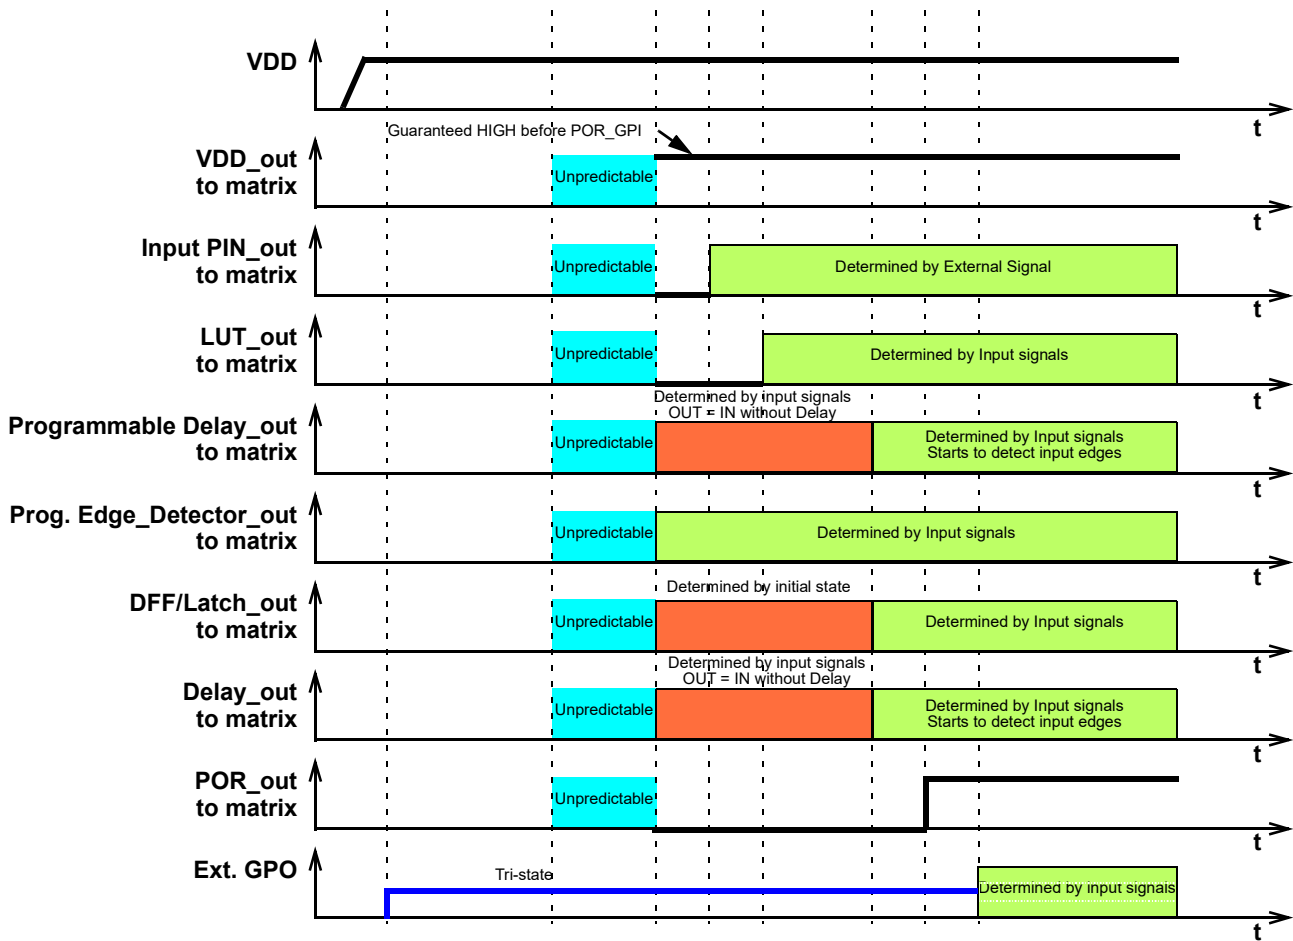 VDD
t
Guaranteed HIGH before POR_GPI
VDD_out
to matrix
Unpredictable
t
Input PIN_out
to matrix
Unpredictable
Determined by External Signal
t
LUT_out
to matrix
Unpredictable
Determined by Input signals
t
Determined by input signals
OUT = IN without Delay
Programmable Delay_out
to matrix
Unpredictable
Determined by Input signals
Starts to detect input edges
t
Prog. Edge_Detector_out
to matrix
Unpredictable
Determined by Input signals
t
Determined by initial state
DFF/Latch_out
to matrix
Unpredictable
Determined by Input signals
t
Determined by input signals
OUT = IN without Delay
Delay_out
to matrix
Unpredictable
Determined by Input signals
Starts to detect input edges
t
POR_out
to matrix
Unpredictable
t
Ext. GPO
Tri-state
Determined by input signals
t